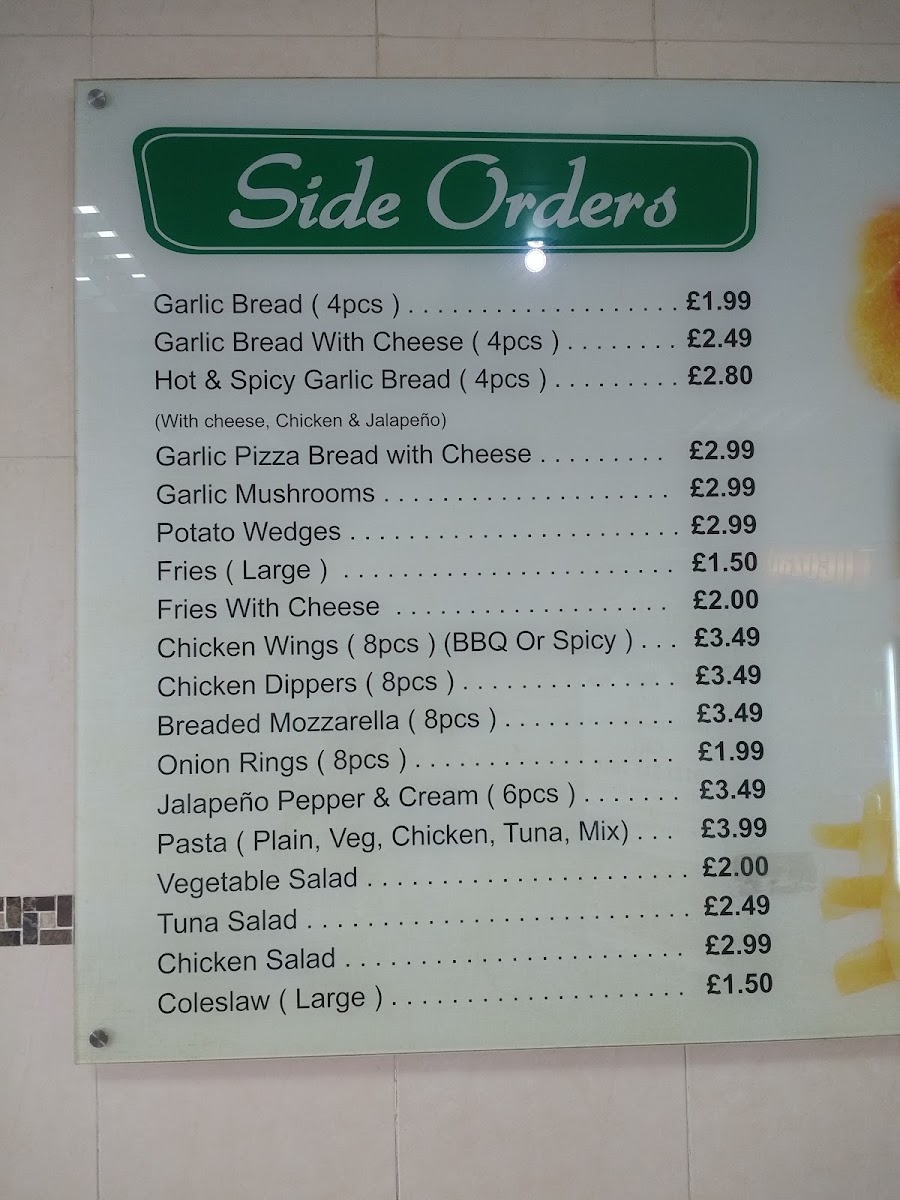 Side Orders
Garlic Bread ( 4pcs ) . . . . . . . . . . . . . . . . . . . £1.99
Garlic Bread With Cheese ( 4pcs ) . . . . . . . . £2.49
Hot & Spicy Garlic Bread ( 4pcs ) . . . . . . . . . £2.80
(With cheese, Chicken & Jalapeño)
Garlic Pizza Bread with Cheese . . . . . . . . . £2.99
Garlic Mushrooms . . . . . . . . . . . . . . . . . . . . £2.99
Potato Wedges . . . . . . . . . . . . . . . . . . . . . . . £2.99
Fries ( Large ) . . . . . . . . . . . . . . . . . . . . . . . £1.50
Fries With Cheese . . . . . . . . . . . . . . . . . . . £2.00
Chicken Wings ( 8pcs ) (BBQ Or Spicy ) . . . £3.49
Chicken Dippers ( 8pcs ) . . . . . . . . . . . . . . . £3.49
Breaded Mozzarella ( 8pcs ) . . . . . . . . . . . . £3.49
Onion Rings ( 8pcs ) . . . . . . . . . . . . . . . . . . £1.99
Jalapeño Pepper & Cream ( 6pcs ) . . . . . . . £3.49
Pasta ( Plain, Veg, Chicken, Tuna, Mix) . . . £3.99
Vegetable Salad . . . . . . . . . . . . . . . . . . . . . . £2.00
Tuna Salad . . . . . . . . . . . . . . . . . . . . . . . . . . £2.49
Chicken Salad . . . . . . . . . . . . . . . . . . . . . . . £2.99
Coleslaw ( Large ) . . . . . . . . . . . . . . . . . . . . £1.50